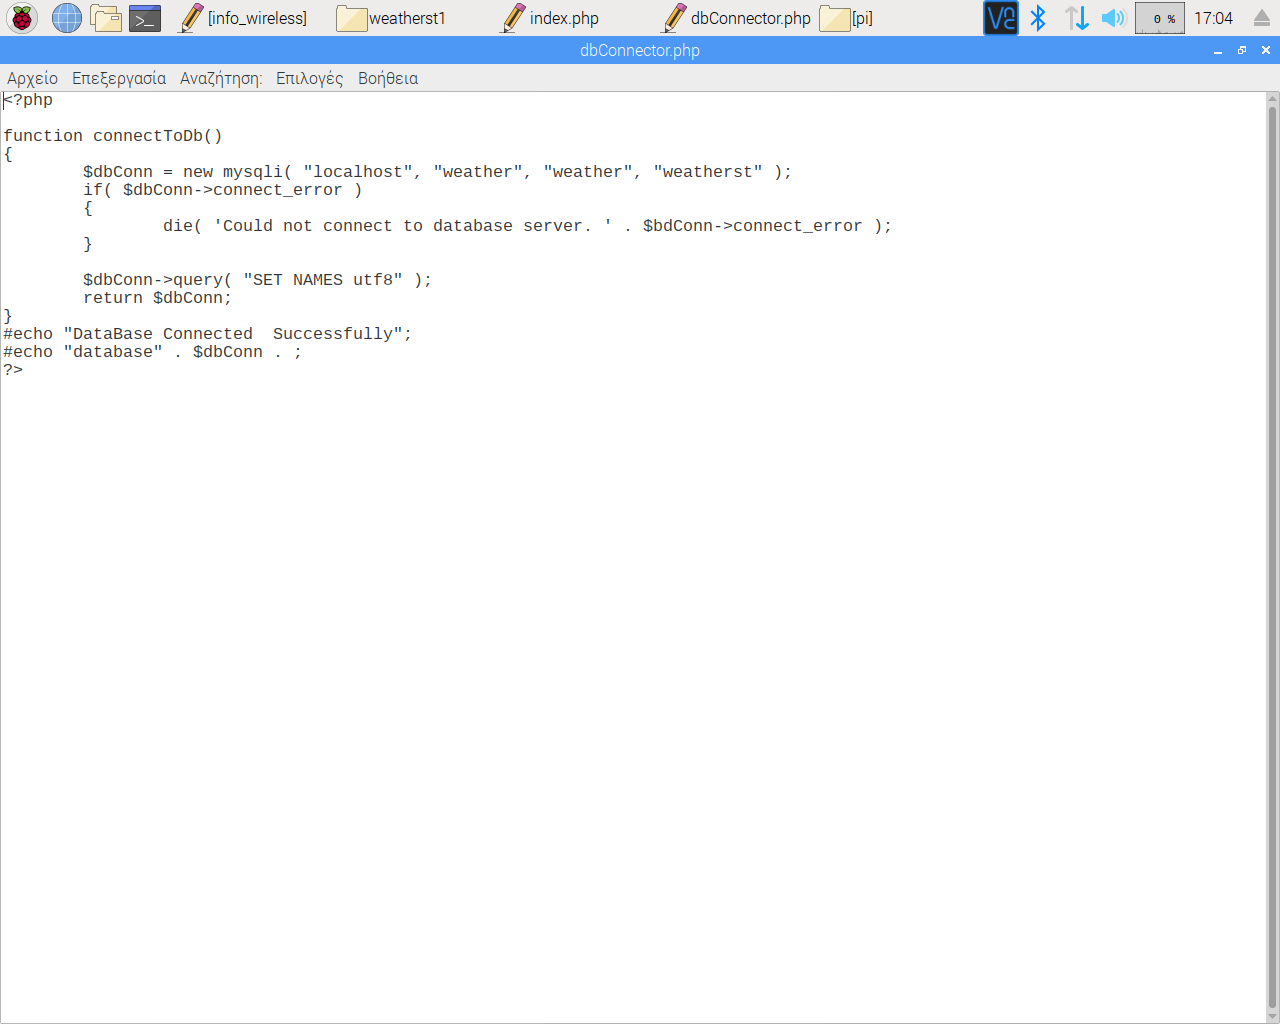 [info_wireless] weatherst1 index.php dbConnector.php [pi] 0 % 17:04
dbConnector.php
Αρχείο Επεξεργασία Αναζήτηση: Επιλογές Βοήθεια
<?php
function connectToDb()
{
$dbConn = new mysqli( "localhost", "weather", "weather", "weatherst" );
if( $dbConn->connect_error )
{
die( 'Could not connect to database server. ' . $bdConn->connect_error );
}
$dbConn->query( "SET NAMES utf8" );
return $dbConn;
}
#echo "DataBase Connected  Successfully";
#echo "database" . $dbConn . ;
?>